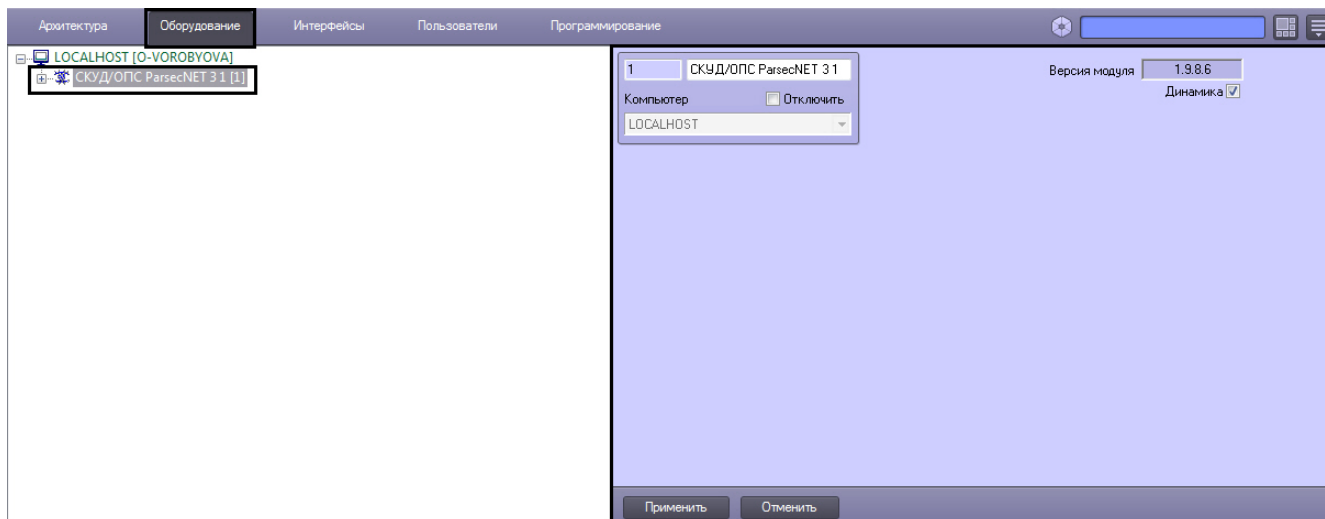 Архитектура Оборудование Интерфейсы Пользователи Программирование
LOCALHOST [O-VOROBYOVA]
СКУД/ОПС ParsecNET 3 1 [1]
1 СКУД/ОПС ParsecNET 3 1
Компьютер Отключить
LOCALHOST
Версия модуля 1.9.8.6
Динамика
Применить Отменить